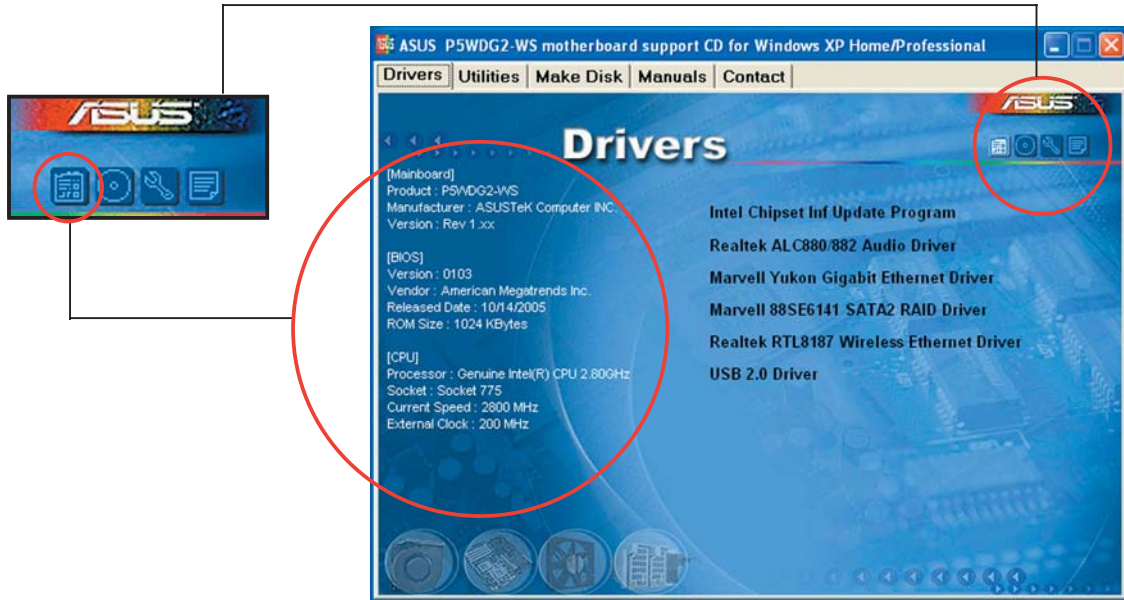 ASUS P5WDG2-WS motherboard support CD for Windows XP Home/Professional
Drivers Utilities Make Disk Manuals Contact
ASUS
ASUS
Drivers
[Mainboard]
Product : P5WDG2-WS
Manufacturer : ASUSTeK Computer INC.
Version : Rev 1.xx
[BIOS]
Version : 0103
Vendor : American Megatrends Inc.
Released Date : 10/14/2005
ROM Size : 1024 KBytes
[CPU]
Processor : Genuine Intel(R) CPU 2.80GHz
Socket : Socket 775
Current Speed : 2800 MHz
External Clock : 200 MHz
Intel Chipset Inf Update Program
Realtek ALC880/882 Audio Driver
Marvell Yukon Gigabit Ethernet Driver
Marvell 88SE6141 SATA2 RAID Driver
Realtek RTL8187 Wireless Ethernet Driver
USB 2.0 Driver